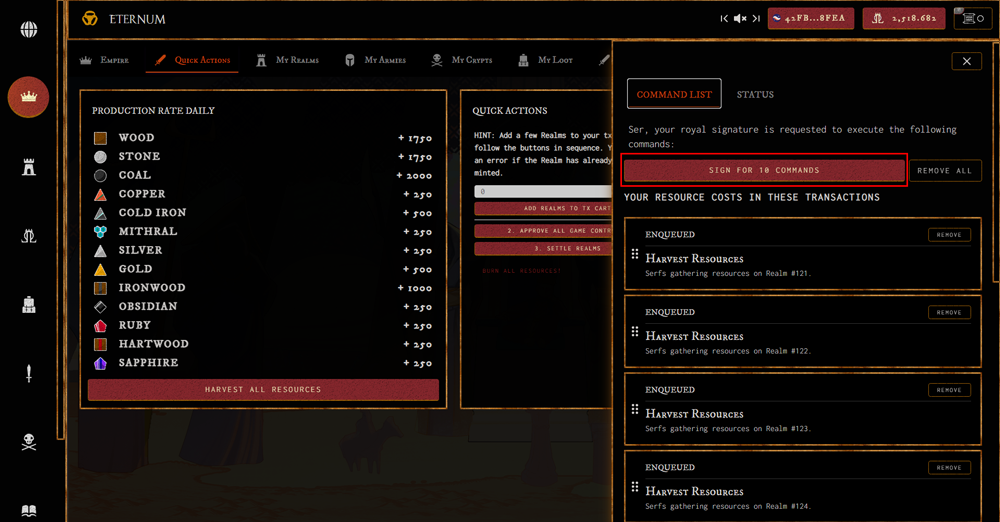 ETERNUM
42FB...8FEA
2,518.682
0
Empire
Quick Actions
My Realms
My Armies
My Crypts
My Loot
PRODUCTION RATE DAILY
WOOD + 1750
STONE + 1750
COAL + 2000
COPPER + 250
COLD IRON + 500
MITHRAL + 250
SILVER + 250
GOLD + 500
IRONWOOD + 1000
OBSIDIAN + 250
RUBY + 250
HARTWOOD + 250
SAPPHIRE + 250
HARVEST ALL RESOURCES
QUICK ACTIONS
HINT: Add a few Realms to your tx
follow the buttons in sequence. Y
an error if the Realm has already
minted.
0
ADD REALMS TO TX CART
2. APPROVE ALL GAME CONTR
3. SETTLE REALMS
BURN ALL RESOURCES!
COMMAND LIST
STATUS
Ser, your royal signature is requested to execute the following
commands:
SIGN FOR 10 COMMANDS
REMOVE ALL
YOUR RESOURCE COSTS IN THESE TRANSACTIONS
ENQUEUED
REMOVE
Harvest Resources
Serfs gathering resources on Realm #121.
ENQUEUED
REMOVE
Harvest Resources
Serfs gathering resources on Realm #122.
ENQUEUED
REMOVE
Harvest Resources
Serfs gathering resources on Realm #123.
ENQUEUED
REMOVE
Harvest Resources
Serfs gathering resources on Realm #124.